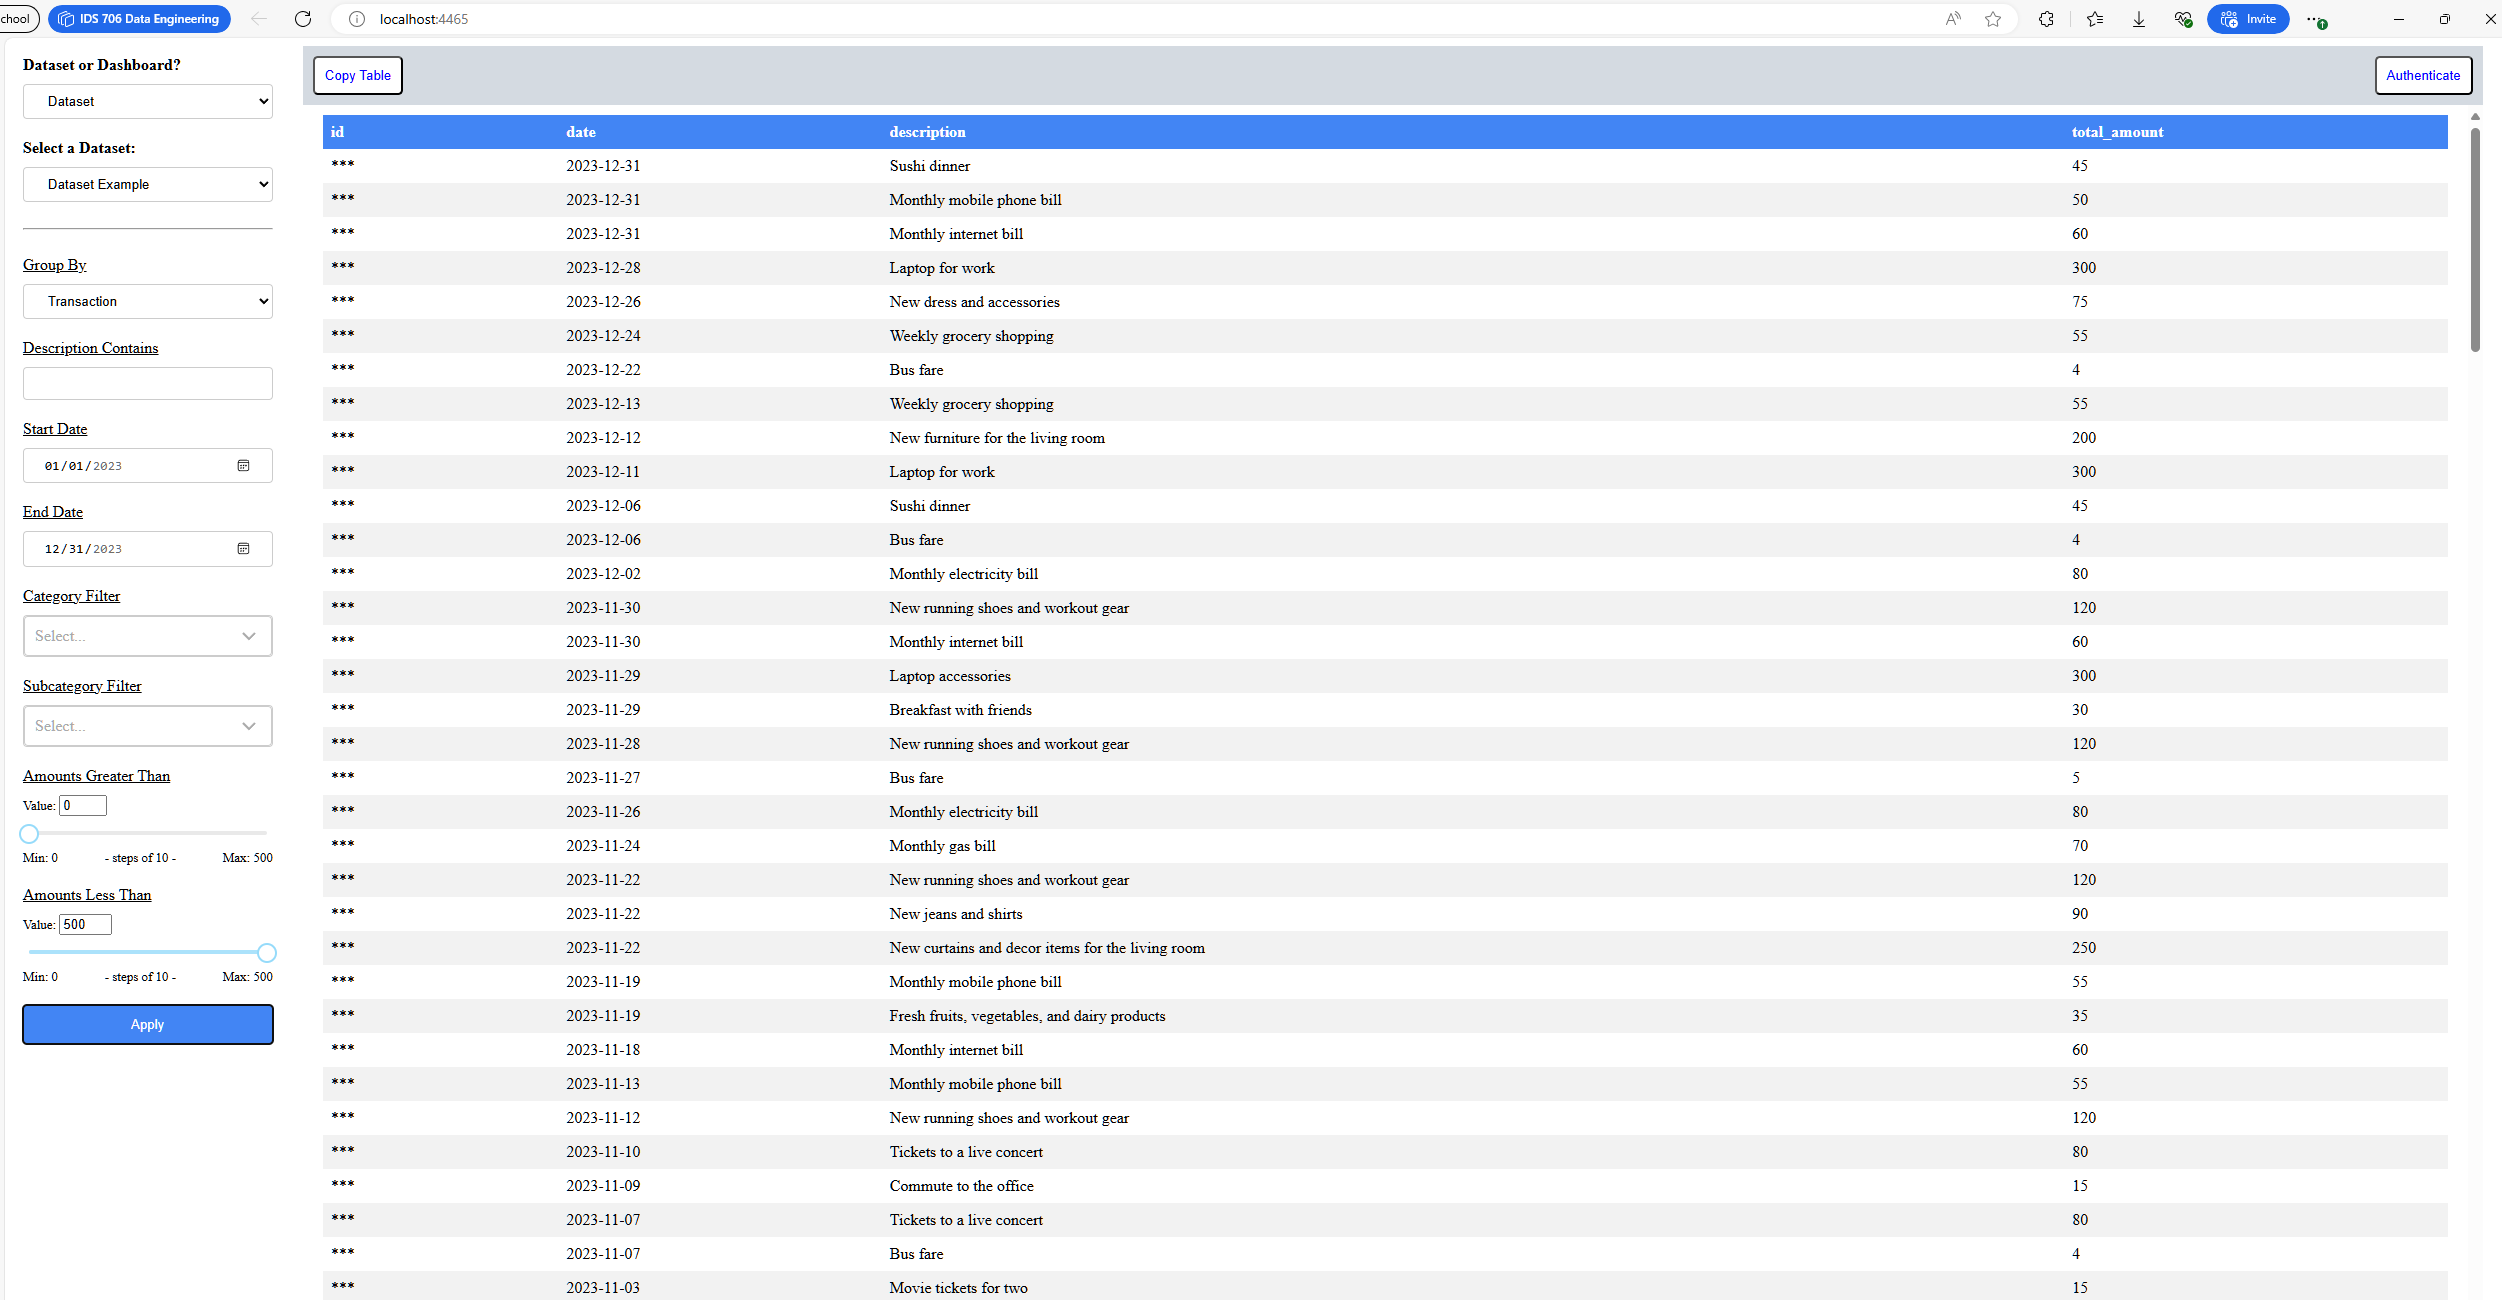 chool
IDS 706 Data Engineering
localhost:4465
Invite
Dataset or Dashboard?
Dataset
Select a Dataset:
Dataset Example
Group By
Transaction
Description Contains
Start Date
01/01/2023
End Date
12/31/2023
Category Filter
Select...
Subcategory Filter
Select...
Amounts Greater Than
Value: 0
Min: 0 - steps of 10 - Max: 500
Amounts Less Than
Value: 500
Min: 0 - steps of 10 - Max: 500
Apply
Copy Table
Authenticate
id date description total_amount
*** 2023-12-31 Sushi dinner 45
*** 2023-12-31 Monthly mobile phone bill 50
*** 2023-12-31 Monthly internet bill 60
*** 2023-12-28 Laptop for work 300
*** 2023-12-26 New dress and accessories 75
*** 2023-12-24 Weekly grocery shopping 55
*** 2023-12-22 Bus fare 4
*** 2023-12-13 Weekly grocery shopping 55
*** 2023-12-12 New furniture for the living room 200
*** 2023-12-11 Laptop for work 300
*** 2023-12-06 Sushi dinner 45
*** 2023-12-06 Bus fare 4
*** 2023-12-02 Monthly electricity bill 80
*** 2023-11-30 New running shoes and workout gear 120
*** 2023-11-30 Monthly internet bill 60
*** 2023-11-29 Laptop accessories 300
*** 2023-11-29 Breakfast with friends 30
*** 2023-11-28 New running shoes and workout gear 120
*** 2023-11-27 Bus fare 5
*** 2023-11-26 Monthly electricity bill 80
*** 2023-11-24 Monthly gas bill 70
*** 2023-11-22 New running shoes and workout gear 120
*** 2023-11-22 New jeans and shirts 90
*** 2023-11-22 New curtains and decor items for the living room 250
*** 2023-11-19 Monthly mobile phone bill 55
*** 2023-11-19 Fresh fruits, vegetables, and dairy products 35
*** 2023-11-18 Monthly internet bill 60
*** 2023-11-13 Monthly mobile phone bill 55
*** 2023-11-12 New running shoes and workout gear 120
*** 2023-11-10 Tickets to a live concert 80
*** 2023-11-09 Commute to the office 15
*** 2023-11-07 Tickets to a live concert 80
*** 2023-11-07 Bus fare 4
*** 2023-11-03 Movie tickets for two 15